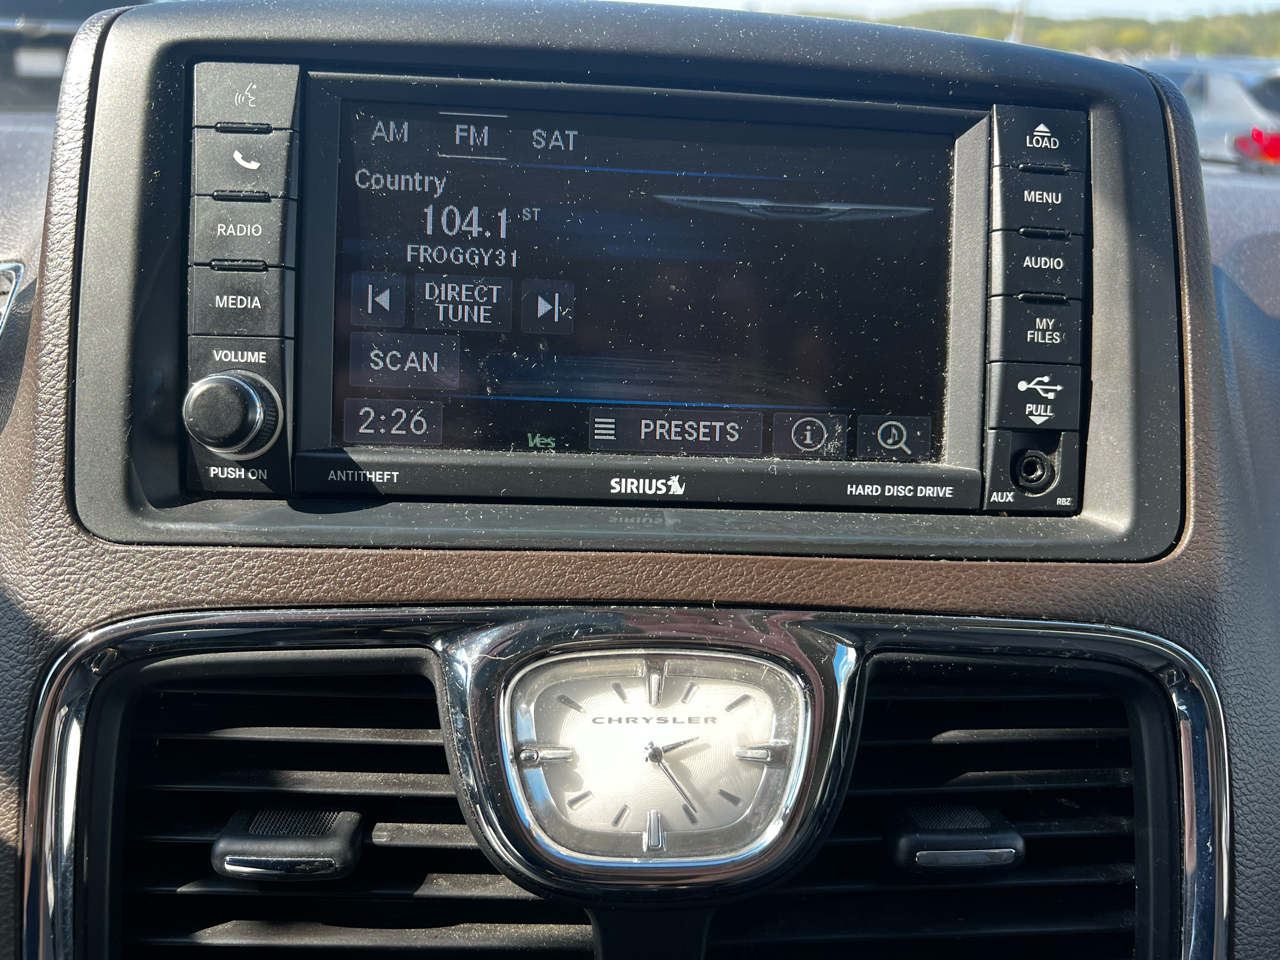 AM FM SAT
Country
104.1 ST
FROGGY31
DIRECT
TUNE
SCAN
2:26
Ves
PRESETS
RADIO
MEDIA
VOLUME
PUSH ON
ANTITHEFT
SIRIUS
HARD DISC DRIVE
LOAD
MENU
AUDIO
MY
FILES
PULL
AUX
RBZ
CHRYSLER